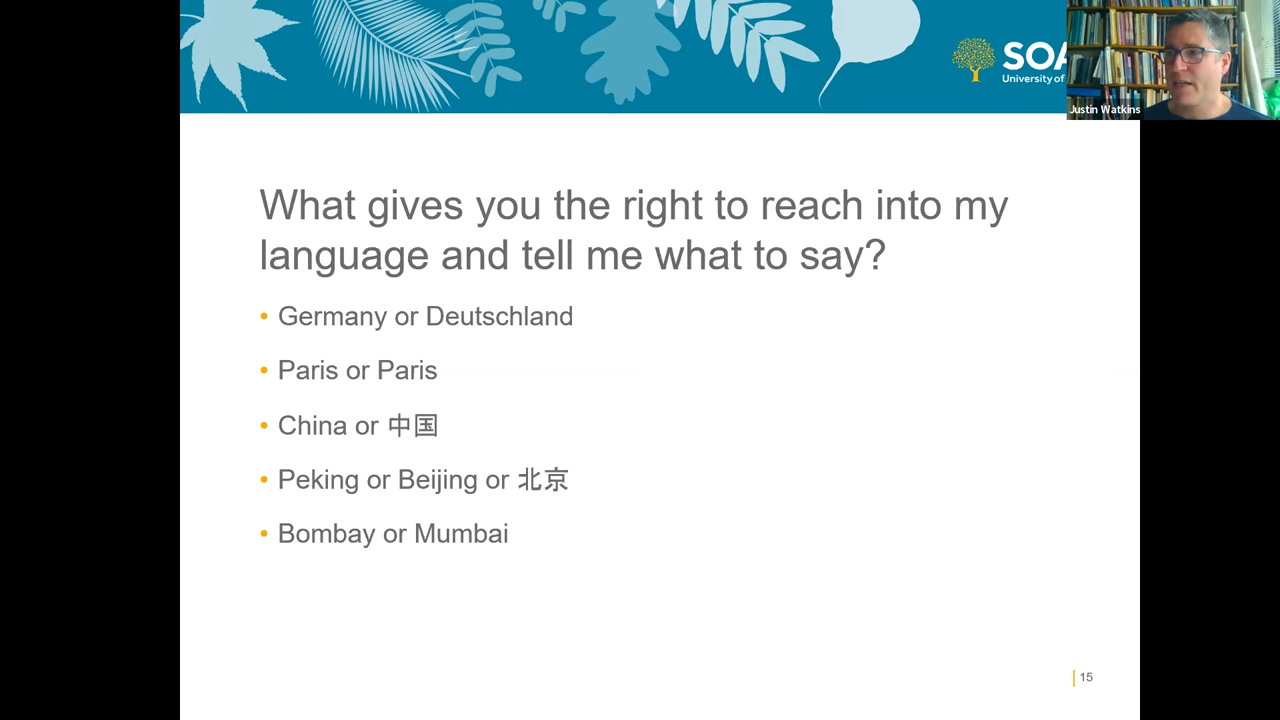 SOA
University of
Justin Watkins
What gives you the right to reach into my
language and tell me what to say?
• Germany or Deutschland
• Paris or Paris
• China or 中国
• Peking or Beijing or 北京
• Bombay or Mumbai
15